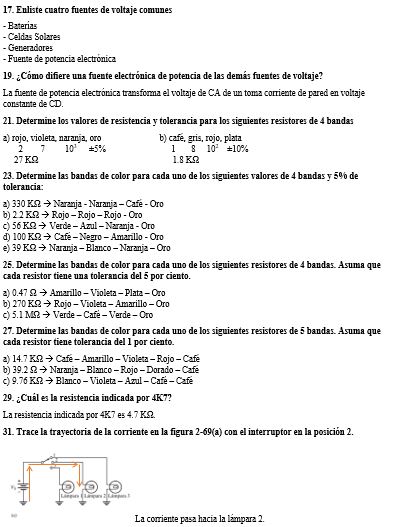 17. Enliste cuatro fuentes de voltaje comunes
- Baterías
- Celdas Solares
- Generadores
- Fuente de potencia electrónica
19. ¿Cómo difiere una fuente electrónica de potencia de las demás fuentes de voltaje?
La fuente de potencia electrónica transforma el voltaje de CA de un toma corriente de pared en voltaje
constante de CD.
21. Determine los valores de resistencia y tolerancia para los siguientes resistores de 4 bandas
a) rojo, violeta, naranja, oro b) café, gris, rojo, plata
2 7 10³ ±5% 1 8 10² ±10%
27 KΩ 1.8 KΩ
23. Determine las bandas de color para cada uno de los siguientes valores de 4 bandas y 5% de
tolerancia:
a) 330 KΩ → Naranja - Naranja – Café - Oro
b) 2.2 KΩ → Rojo – Rojo – Rojo - Oro
c) 56 KΩ → Verde – Azul – Naranja - Oro
d) 100 KΩ → Café – Negro – Amarillo - Oro
e) 39 KΩ → Naranja – Blanco – Naranja – Oro
25. Determine las bandas de color para cada uno de los siguientes resistores de 4 bandas. Asuma que
cada resistor tiene una tolerancia del 5 por ciento.
a) 0.47 Ω → Amarillo – Violeta – Plata – Oro
b) 270 KΩ → Rojo – Violeta – Amarillo – Oro
c) 5.1 MΩ → Verde – Café – Verde – Oro
27. Determine las bandas de color para cada uno de los siguientes resistores de 5 bandas. Asuma que
cada resistor tiene tolerancia del 1 por ciento.
a) 14.7 KΩ → Café – Amarillo – Violeta – Rojo – Café
b) 39.2 Ω → Naranja – Blanco – Rojo – Dorado – Café
c) 9.76 KΩ → Blanco – Violeta – Azul – Café – Café
29. ¿Cuál es la resistencia indicada por 4K7?
La resistencia indicada por 4K7 es 4.7 KΩ.
31. Trace la trayectoria de la corriente en la figura 2-69(a) con el interruptor en la posición 2.
Lámpara 1 Lámpara 2 Lámpara 3
La corriente pasa hacia la lámpara 2.